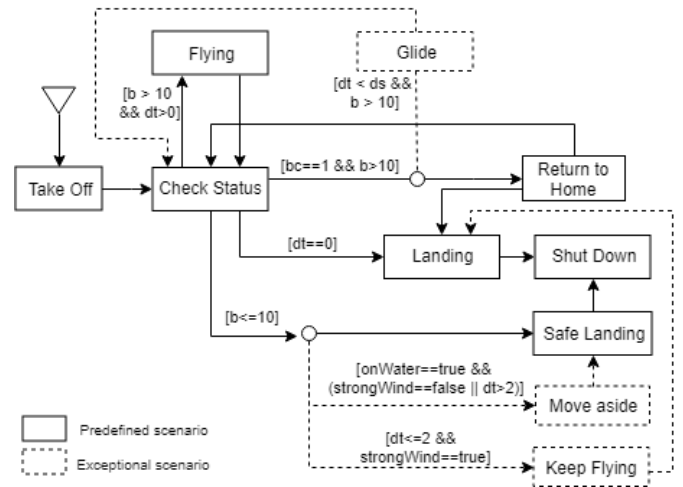 Flying
Glide
[b > 10
&& dt>0]
[dt < ds &&
b > 10]
Take Off
Check Status
[bc==1 && b>10]
Return to
Home
[dt==0]
Landing
Shut Down
[b<=10]
Safe Landing
[onWater==true &&
(strongWind==false || dt>2)]
Move aside
[dt<=2 &&
strongWind==true]
Keep Flying
Predefined scenario
Exceptional scenario